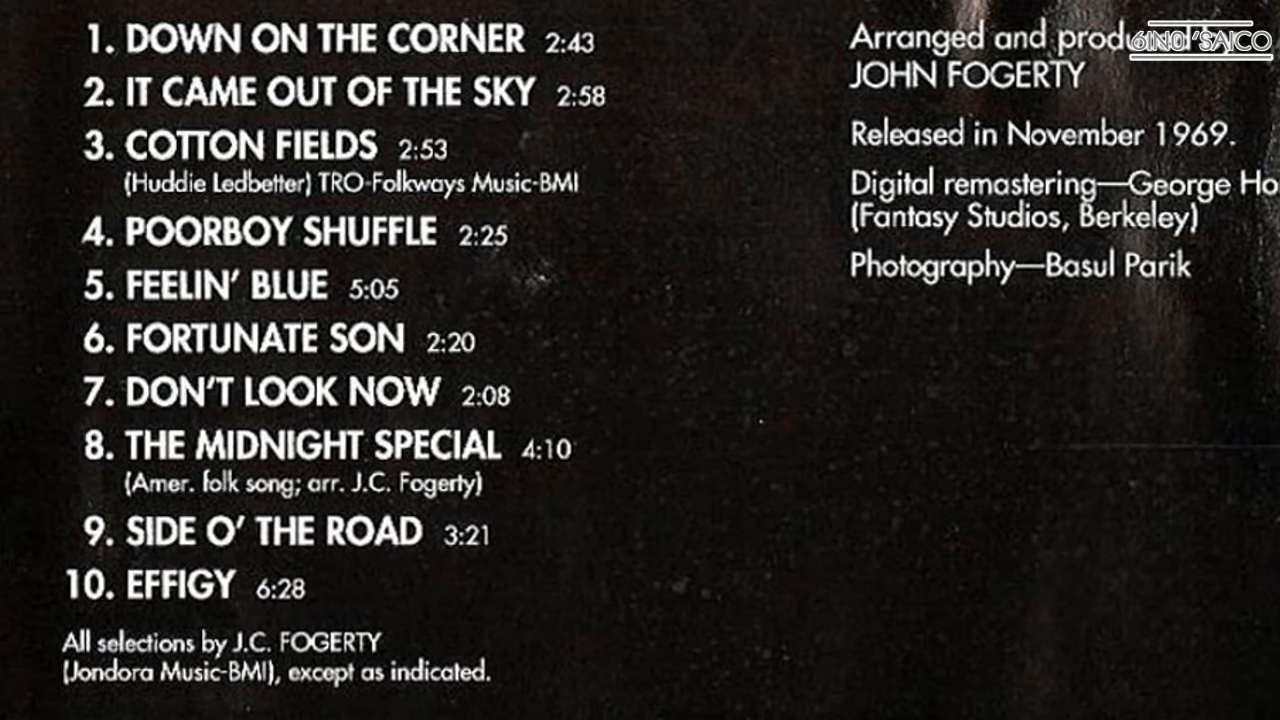 1. DOWN ON THE CORNER 2:43
2. IT CAME OUT OF THE SKY 2:58
3. COTTON FIELDS 2:53
(Huddie Ledbetter) TRO-Folkways Music-BMI
4. POORBOY SHUFFLE 2:25
5. FEELIN' BLUE 5:05
6. FORTUNATE SON 2:20
7. DON'T LOOK NOW 2:08
8. THE MIDNIGHT SPECIAL 4:10
(Amer. folk song; arr. J.C. Fogerty)
9. SIDE O' THE ROAD 3:21
10. EFFIGY 6:28
All selections by J.C. FOGERTY
(Jondora Music-BMI), except as indicated.
Arranged and produced by
JOHN FOGERTY
Released in November 1969.
Digital remastering—George Ho
(Fantasy Studios, Berkeley)
Photography—Basul Parik
6IN0 'SAICO